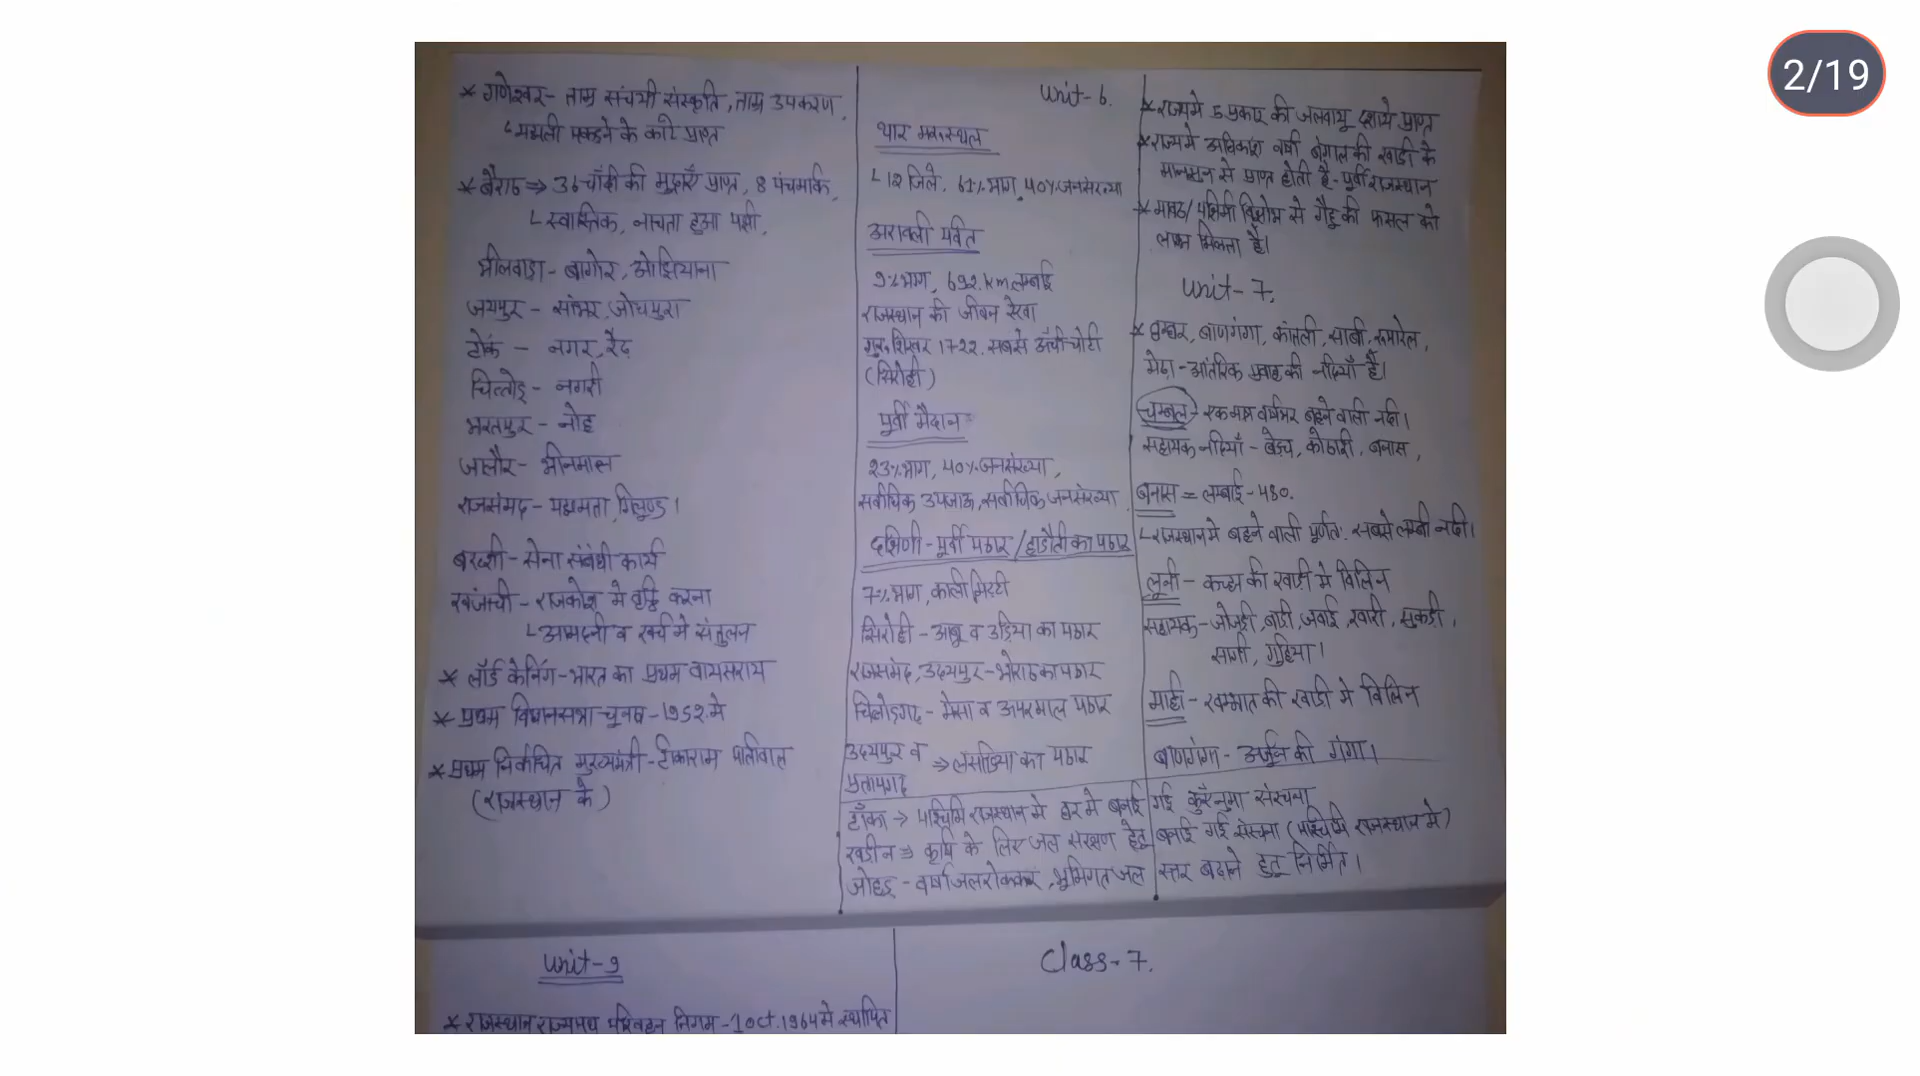 * गणेश्वर- ताम्र संचयी संस्कृति, ताम्र उपकरण,
मछली पकडने के कांटे प्राप्त
* बैराठ ⇒ 36 चाँदी की मुद्राएँ प्राप्त, 8 पंचमार्क,
स्वास्तिक, नाचता हुआ पक्षी,
भीलवाडा- बागोर, ओझियाना
जयपुर - सांभर, जोधपुरा
टोंक - नगर, रैढ़
चित्तोड़ - नगरी
भरतपुर - नोह
जालौर- भीनमाल
राजसंमद- पछमता, गिलूण्ड।
बख्शी - सेना संबंधी कार्य
खजांची - राजकोष मे वृद्धि करना
आमदनी व खर्च मे संतुलन
* लॉर्ड केनिंग- भारत का प्रथम वायसराय
* प्रथम विधानसभा चुनाव - 1952 मे
* प्रथम निर्वाचित मुख्यमंत्री- टीकाराम पालीवाल
(राजस्थान के)
Unit- 6.
थार मरूस्थल
12 जिले, 61% भाग, 40% जनसंख्या
अरावली पर्वत
9% भाग, 692.km लम्बाई
राजस्थान की जीवन रेखा
गुरु शिखर 1722. सबसे ऊँची चोटी
(सिरोही)
पूर्वी मैदान
23% भाग, 40% जनसंख्या,
सर्वाधिक उपजाऊ, सर्वाधिक जनसंख्या
दक्षिणी - पूर्वी पठार / हाडौती का पठार
7% भाग, काली मिट्टी
सिरोही - आबू व उड़िया का पठार
राजसमंद, उदयपुर- भोराठ का पठार
चितोडगढ़ - मेसा व ऊपरमाल पठार
उदयपुर व ⇒ लसाडिया का पठार
प्रतापगढ़
* राज्य मे 5 प्रकार की जलवायु दशाये प्राप्त
* राज्य मे अधिकांश वर्षा बंगाल की खाडी के
मानसून से प्राप्त होती है - पूर्वी राजस्थान
* मावठ/ पश्चिमी विक्षोभ से गेहू की फसल को
लाभ मिलता है।
Unit- 7.
* घग्घर, बाणगंगा, कांतली, साबी, रूपारेल,
मेंढा - आंतरिक प्रवाह की नदियाँ हैं।
चम्बल - एकमात्र वर्षभर बहने वाली नदी।
सहायक नदियाँ - बेडच, कोठारी, बनास,
बनास = लम्बाई - 480.
राजस्थान मे बहने वाली पूर्णत: सबसे लम्बी नदी।
लूनी - कच्छ की खाड़ी मे विलिन
सहायक - जोजड़ी, बांडी, जवाई, खारी, सुकडी,
सागी, गुहिया।
माही - खम्भात की खाडी मे विलिन
बाणगंगा - अर्जुन की गंगा।
टाँका → पश्चिमि राजस्थान मे घर मे बनाई गई कुएँनुमा संरचना
खडीन ⇒ कृषि के लिए जल संरक्षण हेतु बनाई गई संरचना (पश्चिमि राजस्थान मे)
जोहड़ - वर्षा जल रोककर, भूमिगत जल स्तर बढाने हेतु निर्मित।
Unit- 9
* राजस्थान राज्य पथ परिवहन निगम - 1 oct. 1964 मे स्थापित
Class- 7.
2/19